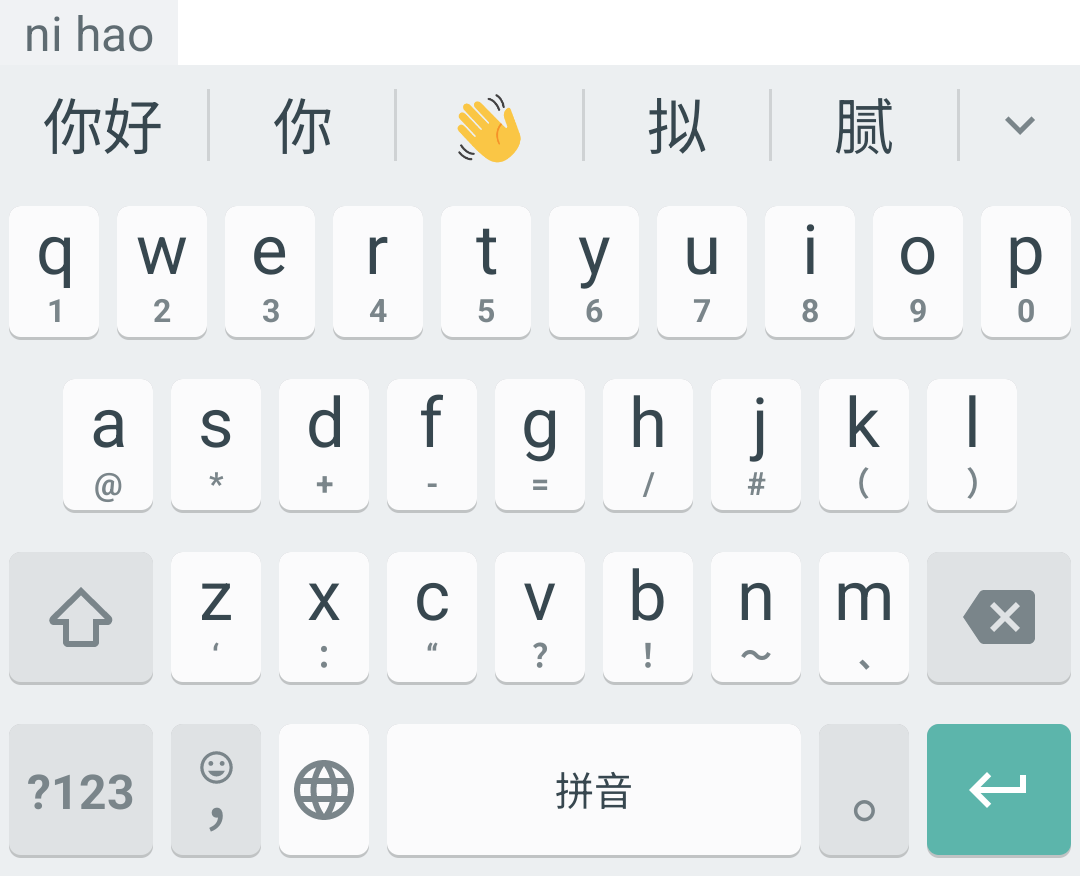 ni hao
你好 你 👋 拟 腻
q w e r t y u i o p
1 2 3 4 5 6 7 8 9 0
a s d f g h j k l
@ * + - = / # ( )
z x c v b n m
‘ : “ ? ! ～ 、
?123 , 拼音 。